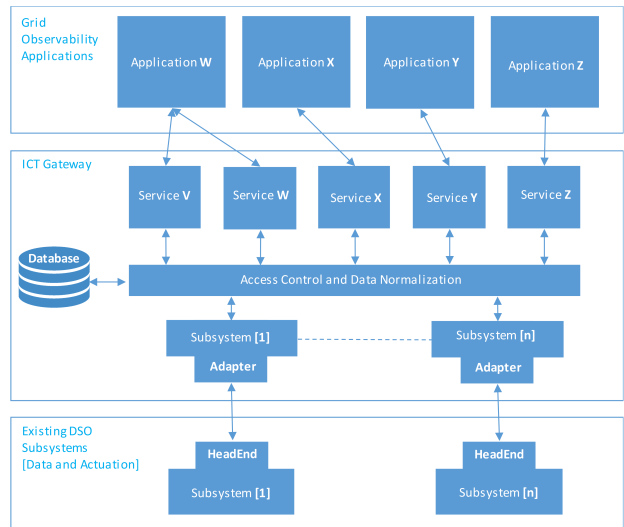 Grid
Observability
Applications
Application W
Application X
Application Y
Application Z
ICT Gateway
Service V
Service W
Service X
Service Y
Service Z
Database
Access Control and Data Normalization
Subsystem [1]
Adapter
Subsystem [n]
Adapter
Existing DSO
Subsystems
[Data and Actuation]
HeadEnd
Subsystem [1]
HeadEnd
Subsystem [n]